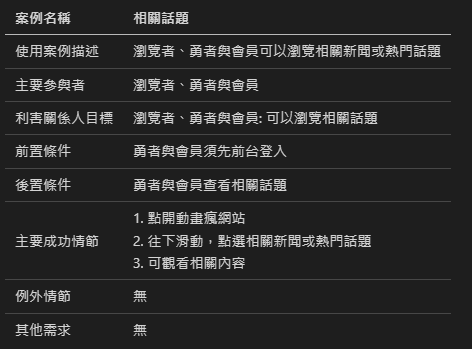 案例名稱 相關話題
使用案例描述 瀏覽者、勇者與會員可以瀏覽相關新聞或熱門話題
主要參與者 瀏覽者、勇者與會員
利害關係人目標 瀏覽者、勇者與會員: 可以瀏覽相關話題
前置條件 勇者與會員須先前台登入
後置條件 勇者與會員查看相關話題
主要成功情節 1. 點開動畫瘋網站
2. 往下滑動，點選相關新聞或熱門話題
3. 可觀看相關內容
例外情節 無
其他需求 無